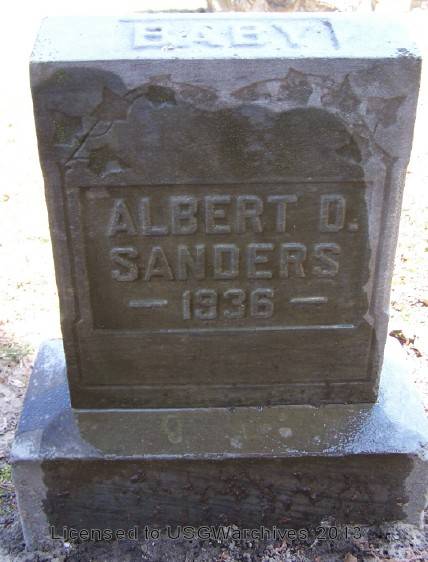 BABY
ALBERT D.
SANDERS
– 1936 –
Licensed to USGWarchives 2013